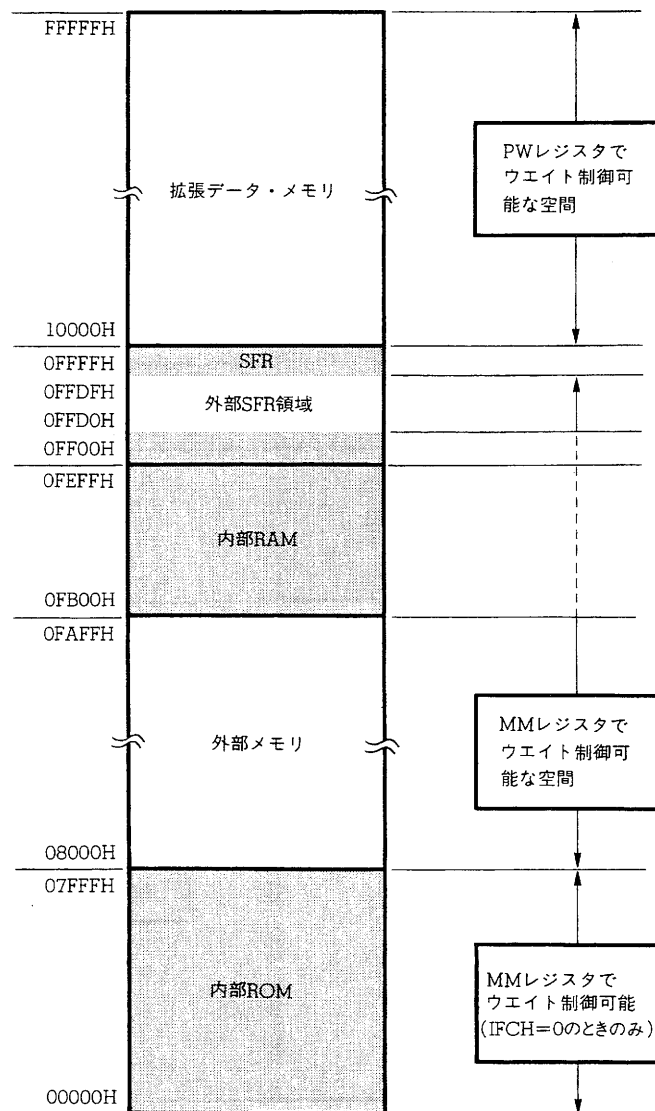 FFFFFH
PWレジスタで
ウエイト制御可
能な空間
拡張データ・メモリ
10000H
0FFFFH
SFR
0FFDFH
外部SFR領域
0FFD0H
0FF00H
0FEFFH
内部RAM
0FB00H
0FAFFH
MMレジスタで
ウエイト制御可
能な空間
外部メモリ
08000H
07FFFH
内部ROM
MMレジスタで
ウエイト制御可能
(IFCH=0のときのみ)
00000H